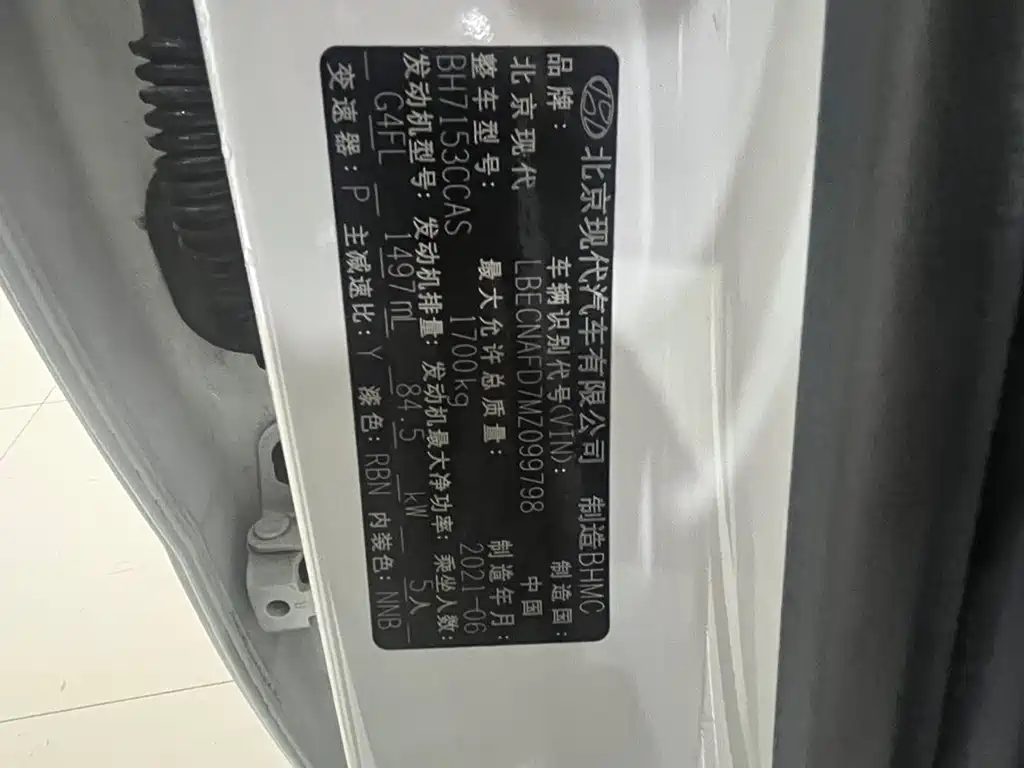 北京现代汽车有限公司 制造BHMC
品牌: 车辆识别代号(VIN): 制造国:
北京现代 LBECNAFD7MZ099798 中国
整车型号: 最大允许总质量: 制造年月:
BH7153CCAS 1700kg 2021-06
发动机型号: 发动机排量: 发动机最大净功率: 乘坐人数:
G4FL 1497mL 84.5 kW 5人
变速器: P 主减速比: Y 漆色: RBN 内装色: NNB